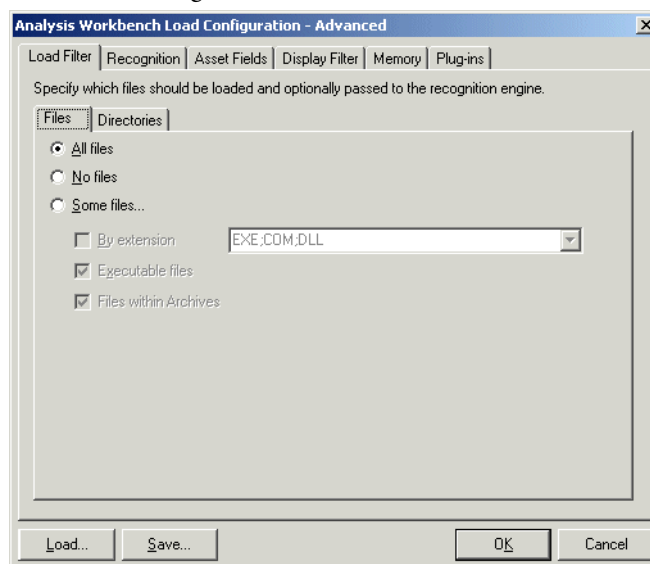 Analysis Workbench Load Configuration - Advanced
Load Filter Recognition Asset Fields Display Filter Memory Plug-ins
Specify which files should be loaded and optionally passed to the recognition engine.
Files Directories
All files
No files
Some files...
By extension EXE;COM;DLL
Executable files
Files within Archives
Load... Save... OK Cancel